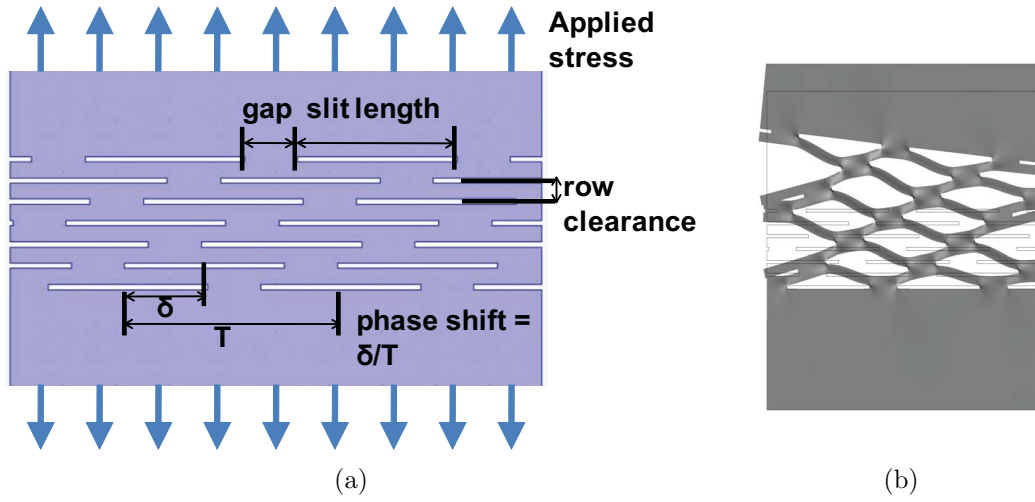 Applied
stress
gap
slit length
row
clearance
δ
T
phase shift =
δ/T
(a)
(b)